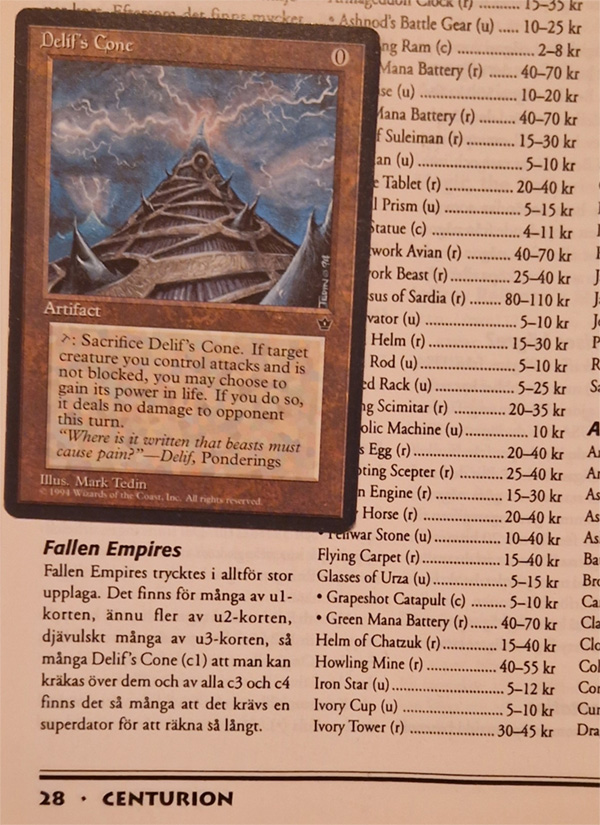 Delif's Cone
0
Artifact
: Sacrifice Delif's Cone. If target
creature you control attacks and is
not blocked, you may choose to
gain its power in life. If you do so,
it deals no damage to opponent
this turn.
"Where is it written that beasts must
cause pain?"—Delif, Ponderings
Illus. Mark Tedin
© 1994 Wizards of the Coast, Inc. All rights reserved.
Fallen Empires
Fallen Empires trycktes i alltför stor
upplaga. Det finns för många av u1-
korten, ännu fler av u2-korten,
djävulskt många av u3-korten, så
många Delif's Cone (c1) att man kan
kräkas över dem och av alla c3 och c4
finns det så många att det krävs en
superdator för att räkna så långt.
Armageddon Clock (r) ........ 15–35 kr
• Ashnod's Battle Gear (u) ..... 10–25 kr
Ram (c) ........ 2–8 kr
Mana Battery (r) ....... 40–70 kr
(u) ........ 10–20 kr
Mana Battery (r) ........ 40–70 kr
f Suleiman (r) ........ 15–30 kr
(u) ........ 5–10 kr
Tablet (r) ........ 20–40 kr
Prism (u) ........ 5–15 kr
Statue (c) ........ 4–11 kr
work Avian (r) ........ 40–70 kr
Beast (r) ........ 25–40 kr
sus of Sardia (r) ..... 80–110 kr
vator (u) ........ 5–10 kr
Helm (r) ........ 15–30 kr
Rod (u) ........ 5–10 kr
Rack (u) ........ 5–25 kr
Scimitar (r) ........ 20–35 kr
olic Machine (u) ........ 10 kr
Egg (r) ........ 20–40 kr
ting Scepter (r) ........ 25–40 kr
Engine (r) ........ 15–30 kr
Horse (r) ........ 20–40 kr
• Fellwar Stone (u) ........ 10–40 kr
Flying Carpet (r) ........ 15–40 kr
Glasses of Urza (u) ........ 5–15 kr
• Grapeshot Catapult (c) ........ 5–10 kr
• Green Mana Battery (r) ....... 40–70 kr
Helm of Chatzuk (r) ........ 15–40 kr
Howling Mine (r) ........ 40–55 kr
Iron Star (u) ........ 5–12 kr
Ivory Cup (u) ........ 5–10 kr
Ivory Tower (r) ........ 30–45 kr
28 · CENTURION